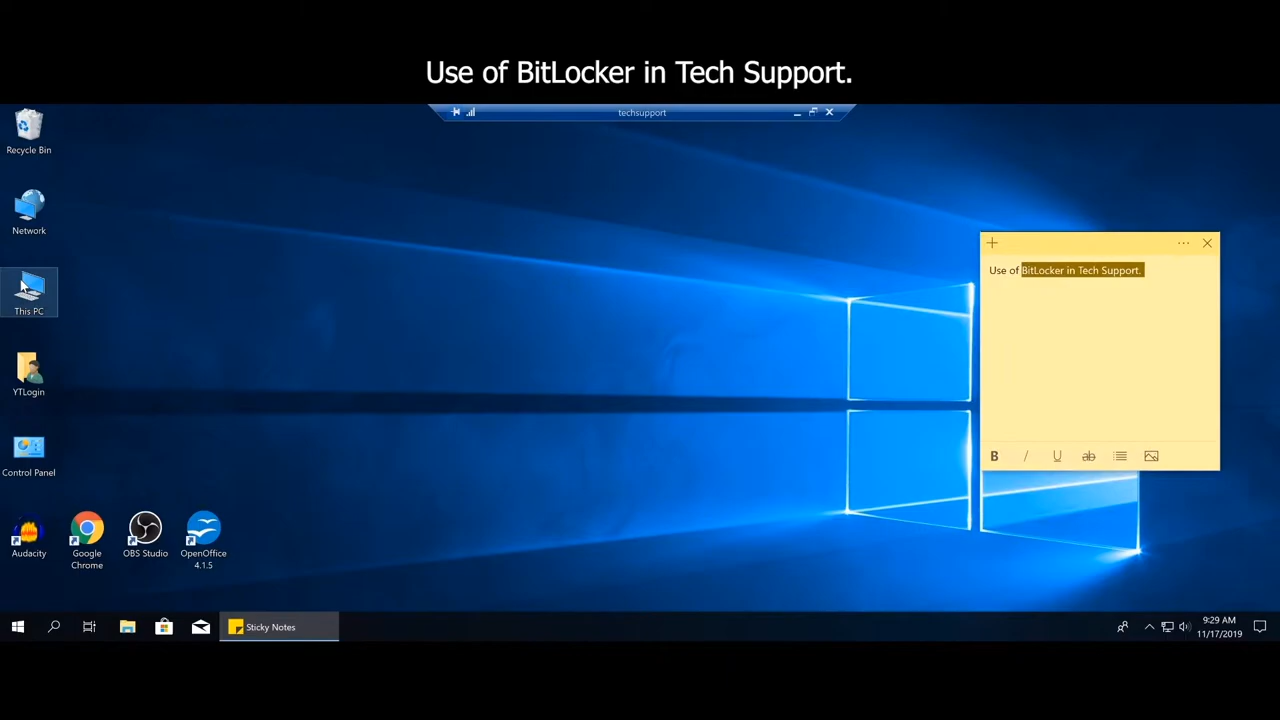 Use of BitLocker in Tech Support.
techsupport
Recycle Bin
Network
This PC
YTLogin
Control Panel
Audacity
Google
Chrome
OBS Studio
OpenOffice
4.1.5
Use of BitLocker in Tech Support.
B / U ab
Sticky Notes
9:29 AM
11/17/2019